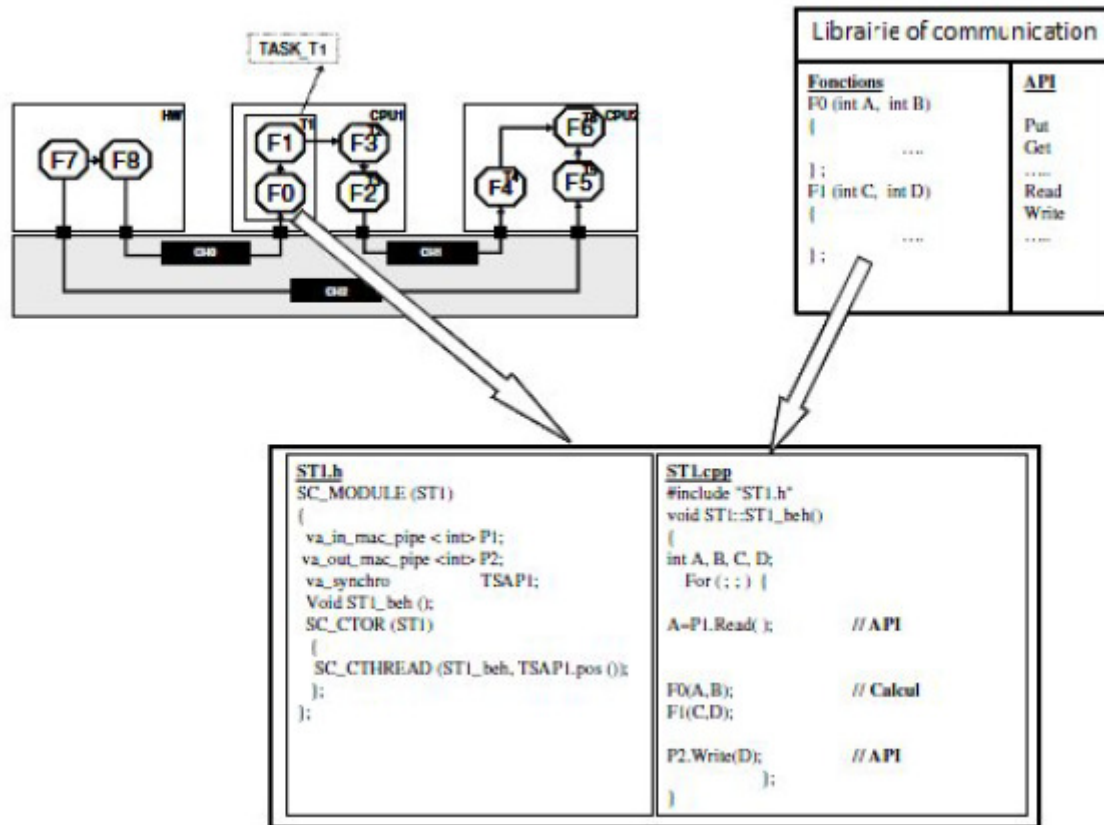 TASK_T1
HW
T1
CPU1
CPU2
F7
F8
F1
F3
F0
F2
F4
T4
F6
F5
CH0
CH1
CH2
Librairie of communication
Fonctions
F0 (int A, int B)
{
....
} ;
F1 (int C, int D)
{
....
} ;
API
Put
Get
.....
Read
Write
.....
ST1.h
SC_MODULE (ST1)
{
va_in_mac_pipe < int> P1;
va_out_mac_pipe <int> P2;
va_synchro TSAP1;
Void ST1_beh ();
SC_CTOR (ST1)
{
SC_CTHREAD (ST1_beh, TSAP1.pos ());
};
};
ST1.cpp
#include "ST1.h"
void ST1::ST1_beh()
{
int A, B, C, D;
For ( ; ; ) {
A=P1.Read( ); // API
F0(A,B); // Calcul
F1(C,D);
P2.Write(D); // API
};
}